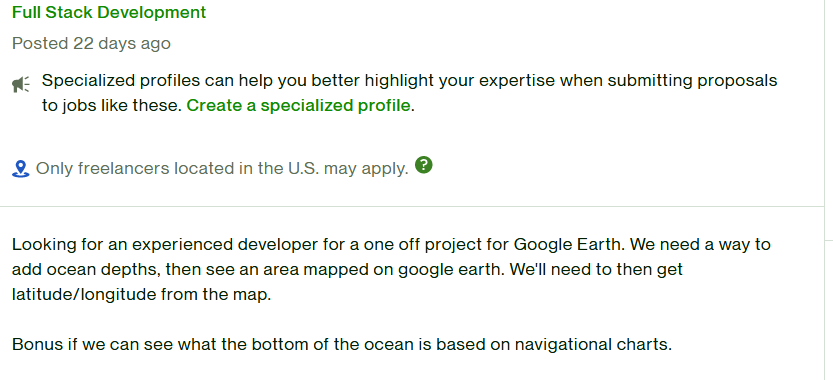 Full Stack Development
Posted 22 days ago
Specialized profiles can help you better highlight your expertise when submitting proposals
to jobs like these. Create a specialized profile.
Only freelancers located in the U.S. may apply. ?
Looking for an experienced developer for a one off project for Google Earth. We need a way to
add ocean depths, then see an area mapped on google earth. We'll need to then get
latitude/longitude from the map.
Bonus if we can see what the bottom of the ocean is based on navigational charts.